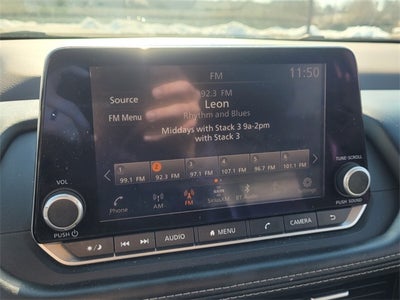 FM 11:50
Source
92.3 FM
Leon
FM Menu
Rhythm and Blues
Middays with Stack 3 9a-2pm
with Stack 3
1 2 3 4 5 6
99.1 FM 92.3 FM 97.1 FM 107.1 FM 96.7 FM 101.1 FM
Phone AM FM SiriusXM BT Audio
VOL
TUNE·SCROLL
PUSH
PUSH SOUND
AUDIO MENU CAMERA